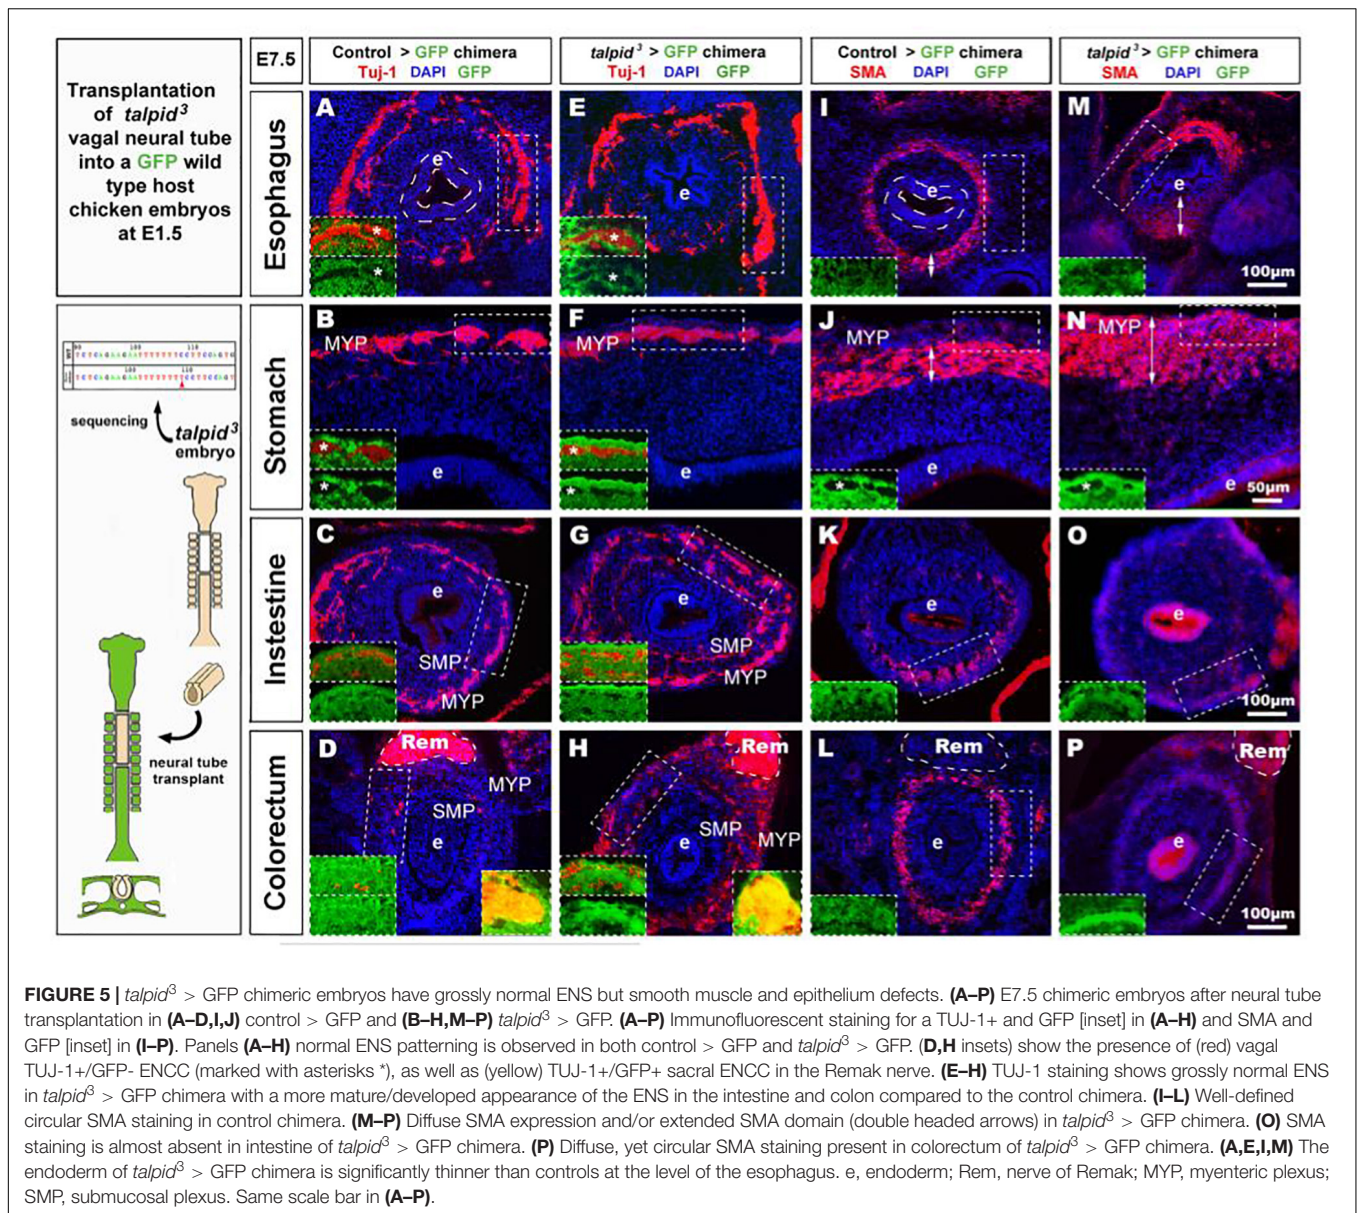 Transplantation
of talpid³
vagal neural tube
into a GFP wild
type host
chicken embryos
at E1.5
E7.5
Control > GFP chimera
Tuj-1 DAPI GFP
talpid³ > GFP chimera
Tuj-1 DAPI GFP
Control > GFP chimera
SMA DAPI GFP
talpid³ > GFP chimera
SMA DAPI GFP
Esophagus
A
e
*
*
E
e
*
*
I
e
M
e
100µm
Stomach
B
MYP
*
*
e
F
MYP
*
*
e
J
MYP
*
e
N
MYP
*
e
50µm
sequencing
talpid³
embryo
neural tube
transplant
Instestine
C
e
SMP
MYP
G
e
SMP
MYP
K
e
O
e
100µm
Colorectum
D
Rem
MYP
SMP
e
H
Rem
SMP
e
MYP
L
Rem
e
P
Rem
e
100µm
FIGURE 5 | talpid³ > GFP chimeric embryos have grossly normal ENS but smooth muscle and epithelium defects. (A–P) E7.5 chimeric embryos after neural tube
transplantation in (A–D,I,J) control > GFP and (B–H,M–P) talpid³ > GFP. (A–P) Immunofluorescent staining for a TUJ-1+ and GFP [inset] in (A–H) and SMA and
GFP [inset] in (I–P). Panels (A–H) normal ENS patterning is observed in both control > GFP and talpid³ > GFP. (D,H insets) show the presence of (red) vagal
TUJ-1+/GFP- ENCC (marked with asterisks *), as well as (yellow) TUJ-1+/GFP+ sacral ENCC in the Remak nerve. (E–H) TUJ-1 staining shows grossly normal ENS
in talpid³ > GFP chimera with a more mature/developed appearance of the ENS in the intestine and colon compared to the control chimera. (I–L) Well-defined
circular SMA staining in control chimera. (M–P) Diffuse SMA expression and/or extended SMA domain (double headed arrows) in talpid³ > GFP chimera. (O) SMA
staining is almost absent in intestine of talpid³ > GFP chimera. (P) Diffuse, yet circular SMA staining present in colorectum of talpid³ > GFP chimera. (A,E,I,M) The
endoderm of talpid³ > GFP chimera is significantly thinner than controls at the level of the esophagus. e, endoderm; Rem, nerve of Remak; MYP, myenteric plexus;
SMP, submucosal plexus. Same scale bar in (A–P).